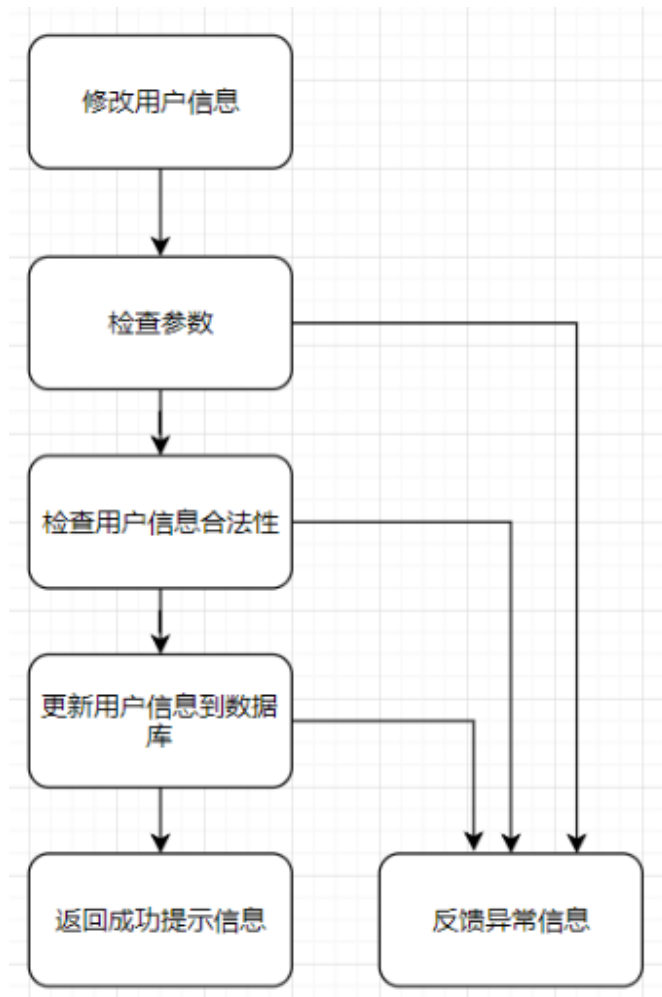 修改用户信息
检查参数
检查用户信息合法性
更新用户信息到数据
库
返回成功提示信息
反馈异常信息